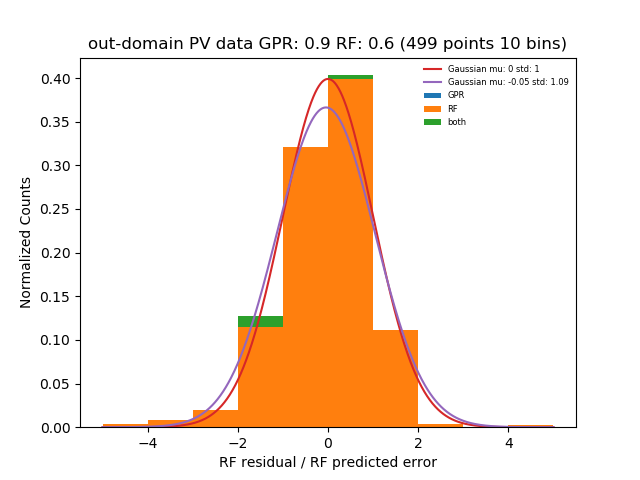 out-domain PV data GPR: 0.9 RF: 0.6 (499 points 10 bins)
Gaussian mu: 0 std: 1
Gaussian mu: -0.05 std: 1.09
GPR
RF
both
Normalized Counts
0.40
0.35
0.30
0.25
0.20
0.15
0.10
0.05
0.00
−4 −2 0 2 4
RF residual / RF predicted error